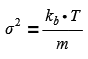 σ² = k_b • T / m